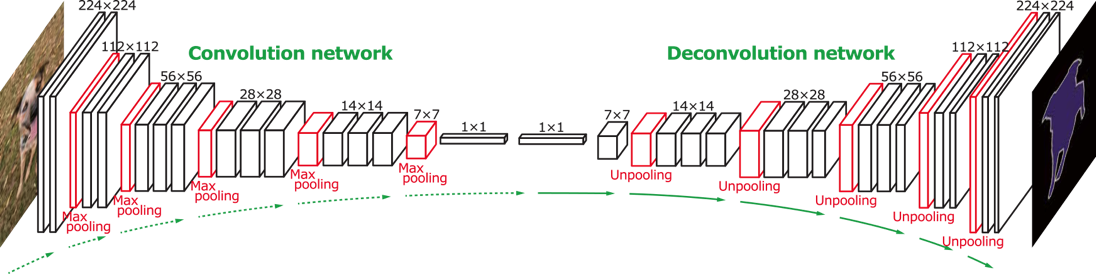 224×224
112×112
56×56
28×28
14×14
7×7
1×1
1×1
7×7
14×14
28×28
56×56
112×112
224×224
Convolution network
Deconvolution network
Max
pooling
Max
pooling
Max
pooling
Max
pooling
Max
pooling
Unpooling
Unpooling
Unpooling
Unpooling
Unpooling